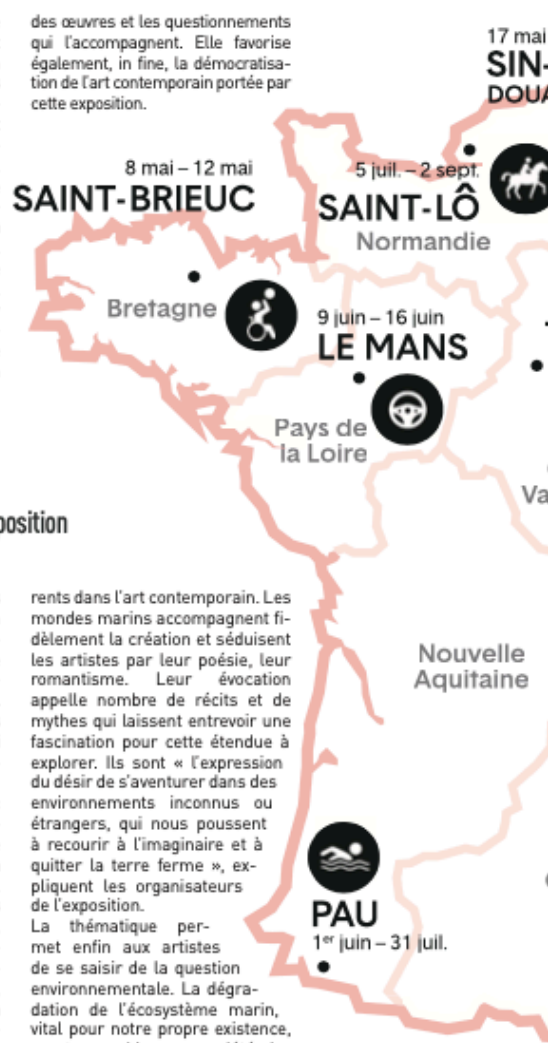 des œuvres et les questionnements
qui l'accompagnent. Elle favorise
également, in fine, la démocratisa-
tion de l'art contemporain portée par
cette exposition.
17 mai
SIN-
DOUA
8 mai – 12 mai
SAINT-BRIEUC
5 juil. – 2 sept.
SAINT-LÔ
Normandie
Bretagne
9 juin – 16 juin
LE MANS
Pays de
la Loire
Va
position
rents dans l'art contemporain. Les
mondes marins accompagnent fi-
dèlement la création et séduisent
les artistes par leur poésie, leur
romantisme. Leur évocation
appelle nombre de récits et de
mythes qui laissent entrevoir une
fascination pour cette étendue à
explorer. Ils sont « l'expression
du désir de s'aventurer dans des
environnements inconnus ou
étrangers, qui nous poussent
à recourir à l'imaginaire et à
quitter la terre ferme », ex-
pliquent les organisateurs
de l'exposition.
La thématique per-
met enfin aux artistes
de se saisir de la question
environnementale. La dégra-
dation de l'écosystème marin,
vital pour notre propre existence,
Nouvelle
Aquitaine
PAU
1er juin – 31 juil.